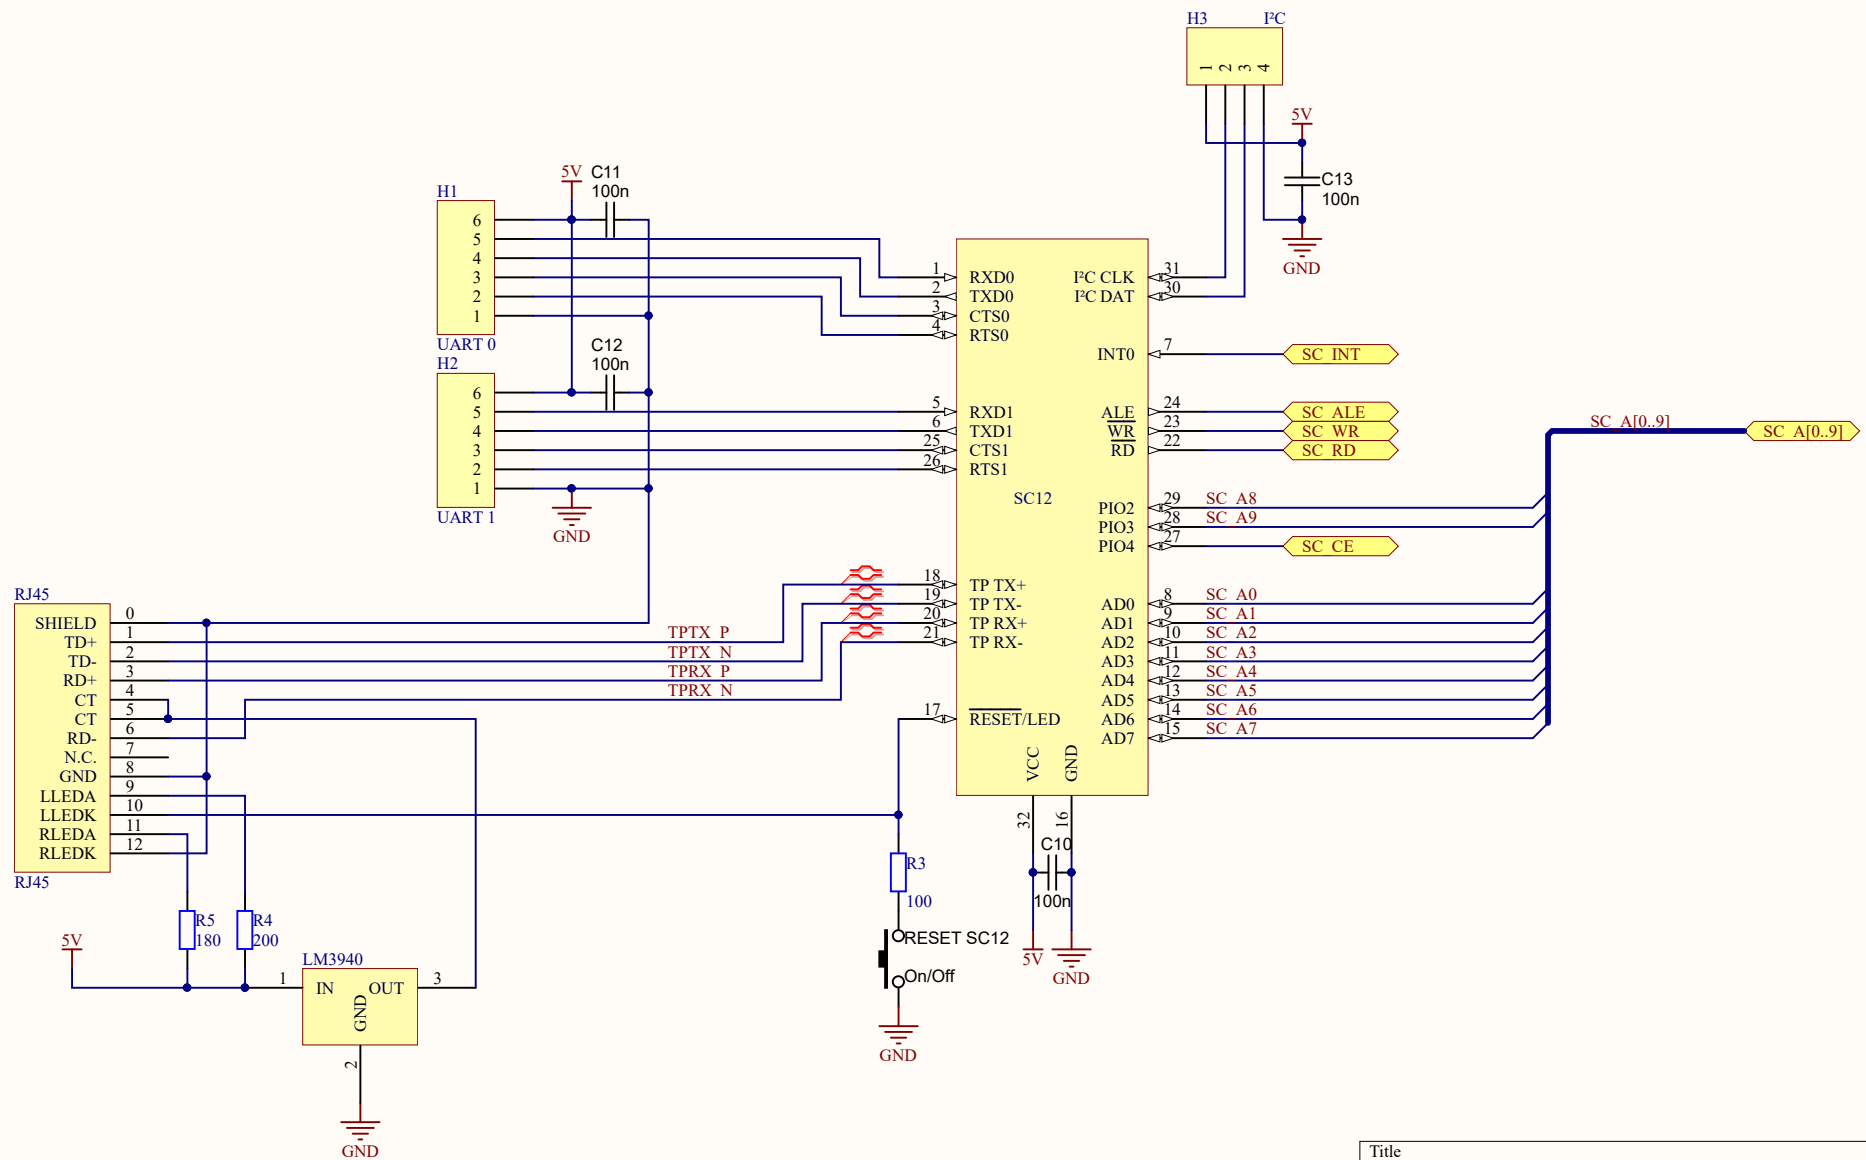 H3 I²C
1 2 3 4
5V
C13
100n
GND
5V
C11
100n
H1
6
5
4
3
2
1
UART 0
H2
C12
100n
6
5
4
3
2
1
UART 1
GND
1 RXD0
2 TXD0
3 CTS0
4 RTS0
5 RXD1
6 TXD1
25 CTS1
26 RTS1
SC12
18 TP TX+
19 TP TX-
20 TP RX+
21 TP RX-
17 RESET/LED
I²C CLK 31
I²C DAT 30
INT0 7 SC_INT
ALE 24 SC_ALE
WR 23 SC_WR
RD 22 SC_RD
PIO2 29 SC_A8
PIO3 28 SC_A9
PIO4 27 SC_CE
AD0 8 SC_A0
AD1 9 SC_A1
AD2 10 SC_A2
AD3 11 SC_A3
AD4 12 SC_A4
AD5 13 SC_A5
AD6 14 SC_A6
AD7 15 SC_A7
SC_A[0..9]
SC_A[0..9]
VCC GND
32 16
C10
100n
5V
GND
RJ45
SHIELD 0
TD+ 1 TPTX_P
TD- 2 TPTX_N
RD+ 3 TPRX_P
CT 4 TPRX_N
CT 5
RD- 6
N.C. 7
GND 8
LLEDA 9
LLEDK 10
RLEDA 11
RLEDK 12
RJ45
R3
100
RESET SC12
On/Off
GND
R5
180
R4
200
5V
LM3940
1 IN OUT 3
GND
2
GND
Title